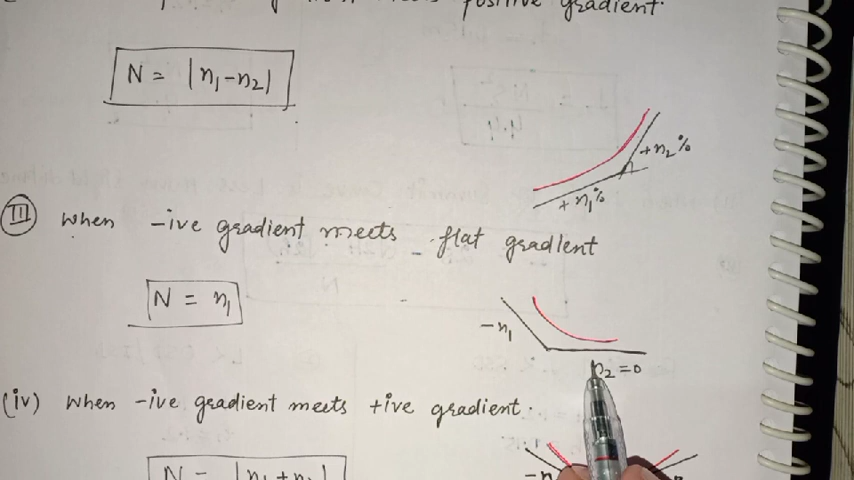 positive gradient.
N = |n₁-n₂|
+n₂%
+n₁%
(III) when -ive gradient meets flat gradient
N = n₁
-n₁
n₂ = 0
(iv) when -ive gradient meets +ive gradient.
N = |n₁+n₂|
-n